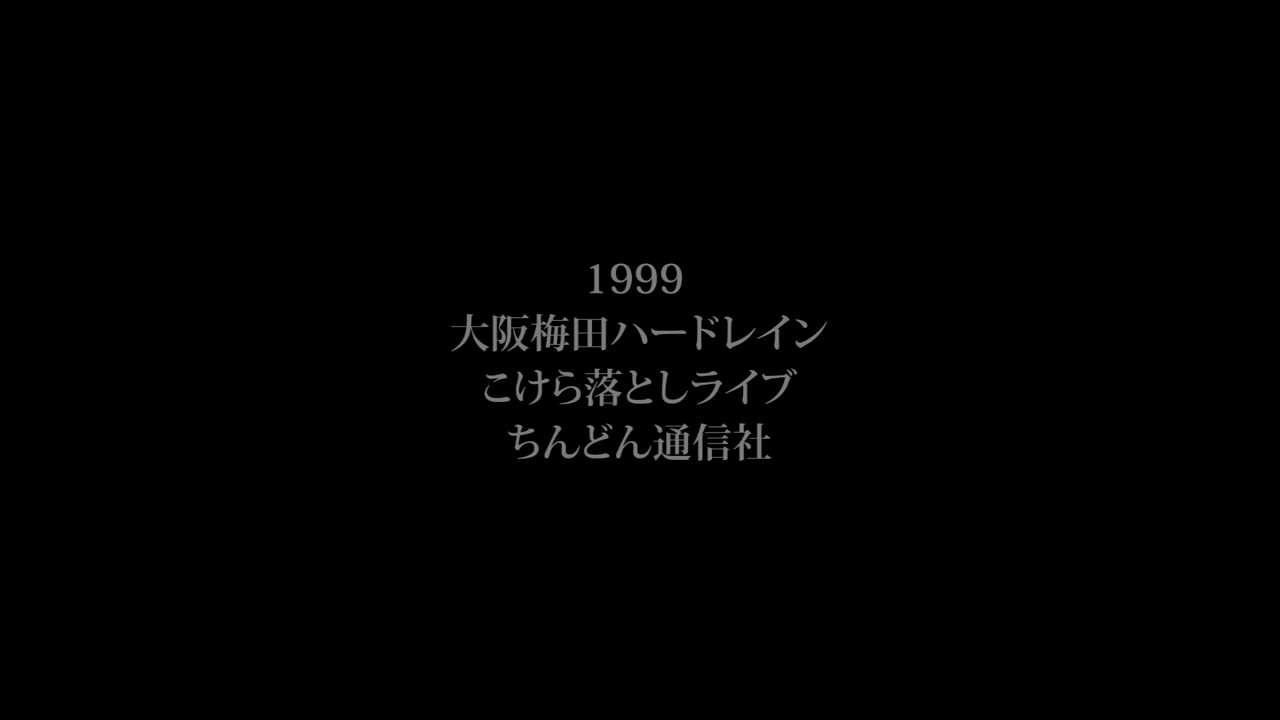 1999
大阪梅田ハードレイン
こけら落としライブ
ちんどん通信社